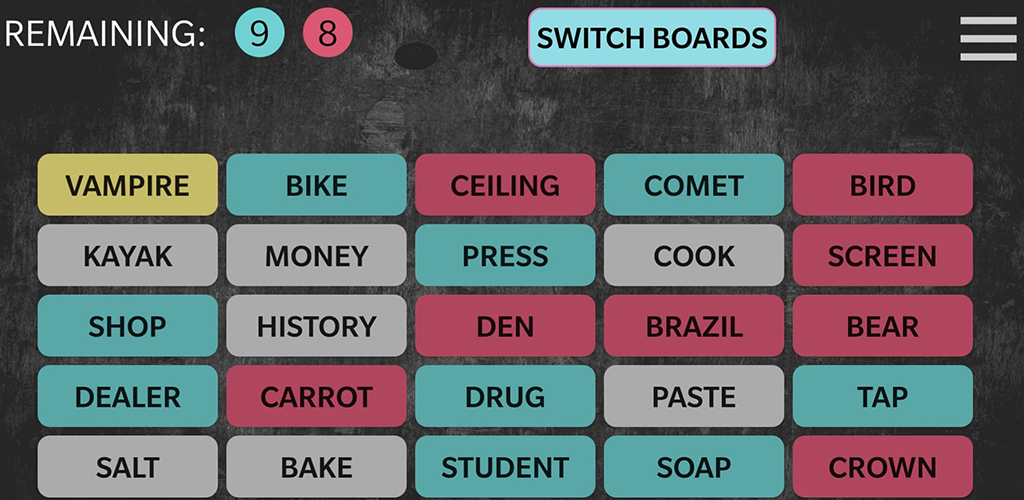 REMAINING: 9 8 SWITCH BOARDS
VAMPIRE BIKE CEILING COMET BIRD
KAYAK MONEY PRESS COOK SCREEN
SHOP HISTORY DEN BRAZIL BEAR
DEALER CARROT DRUG PASTE TAP
SALT BAKE STUDENT SOAP CROWN